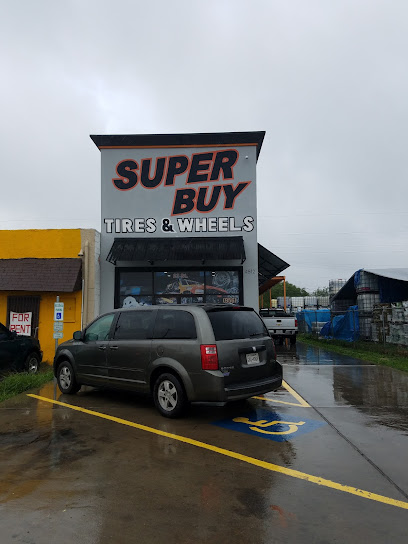 SUPER
BUY
TIRES & WHEELS
FOR
RENT